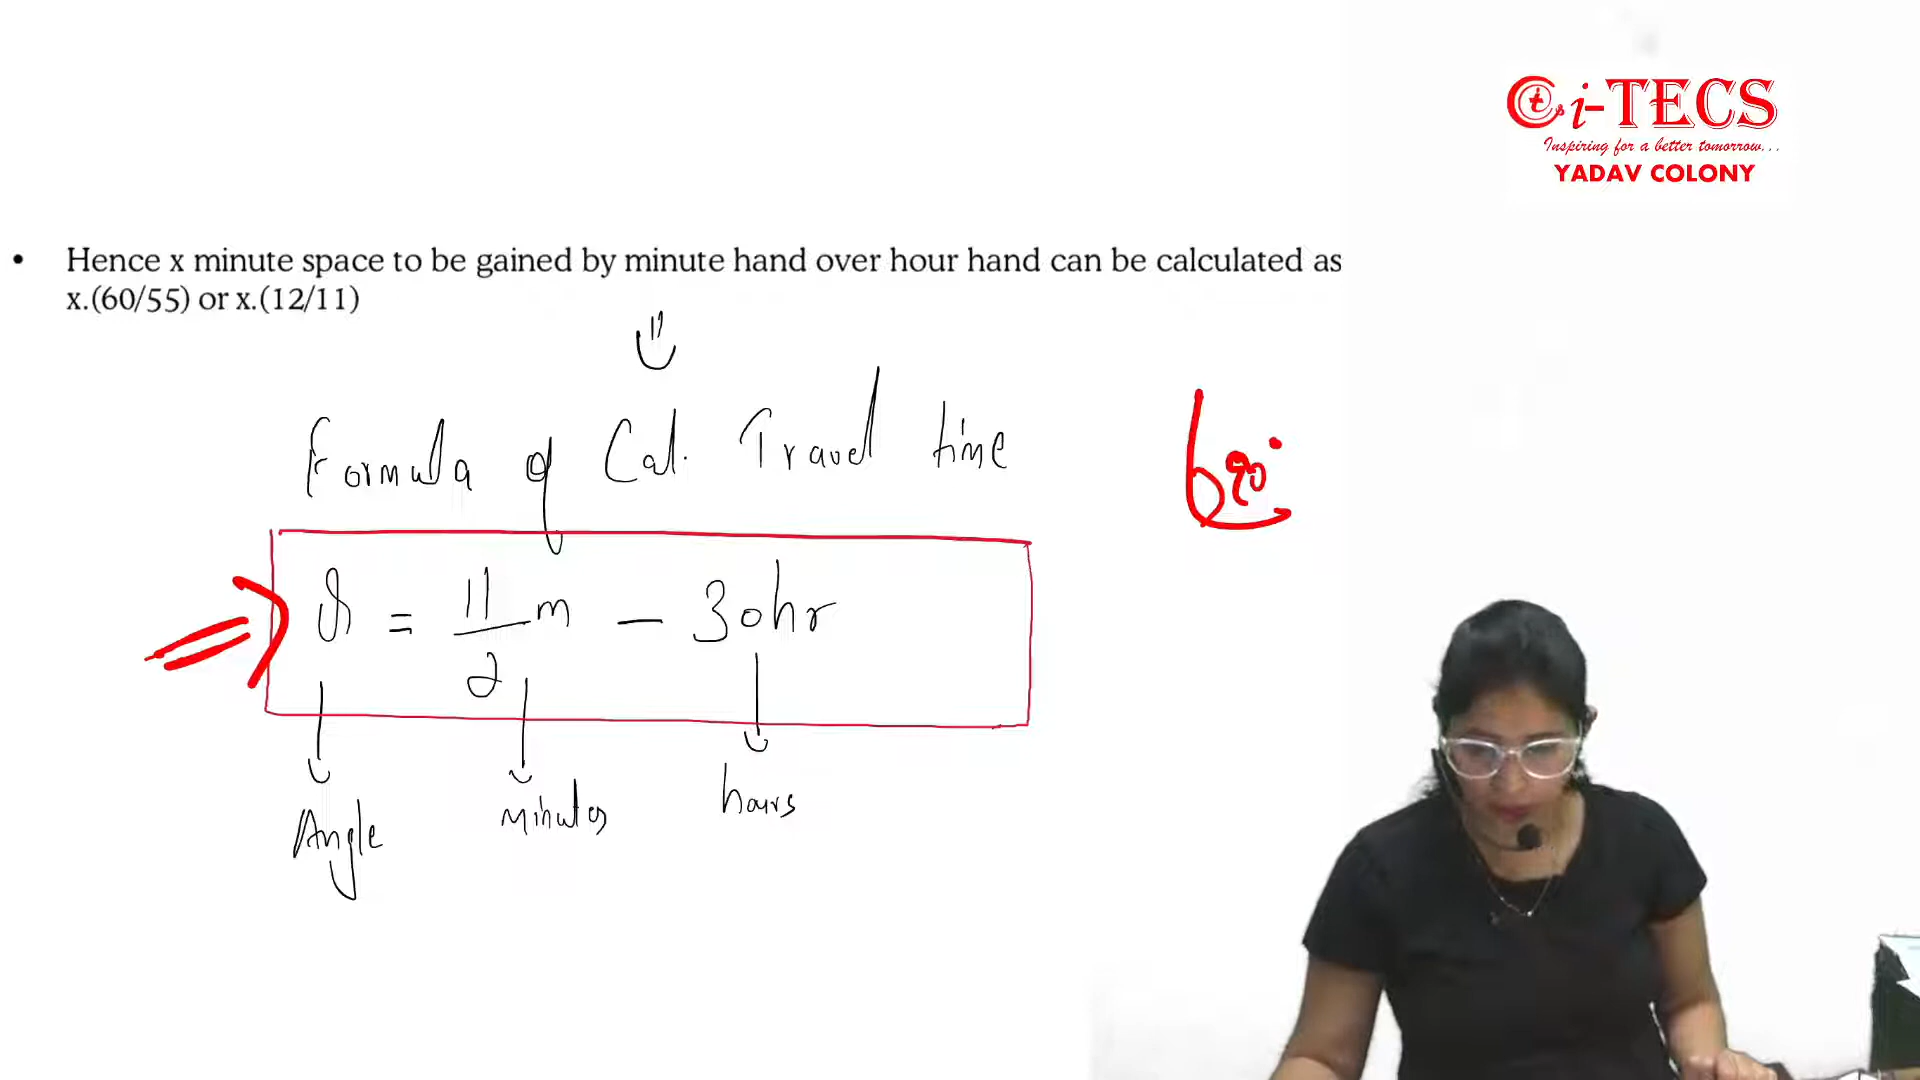 i-TECS
Inspiring for a better tomorrow...
YADAV COLONY
• Hence x minute space to be gained by minute hand over hour hand can be calculated as
x.(60/55) or x.(12/11)
Formula of Cal. Travel time
90°
= 11/2 m - 30hr
Angle
minutes
hours